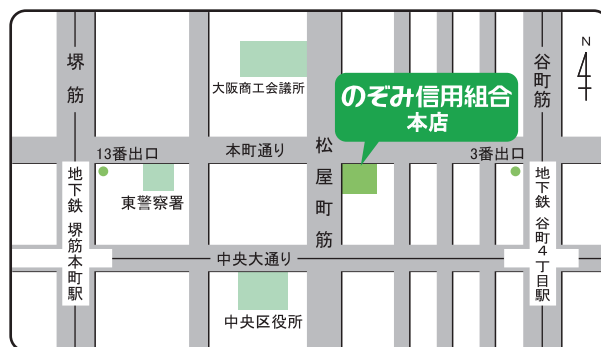 N
堺筋
谷町筋
大阪商工会議所
のぞみ信用組合
本店
13番出口
本町通り
松屋町筋
3番出口
地下鉄 堺筋本町駅
東警察署
地下鉄 谷町4丁目駅
中央大通り
中央区役所